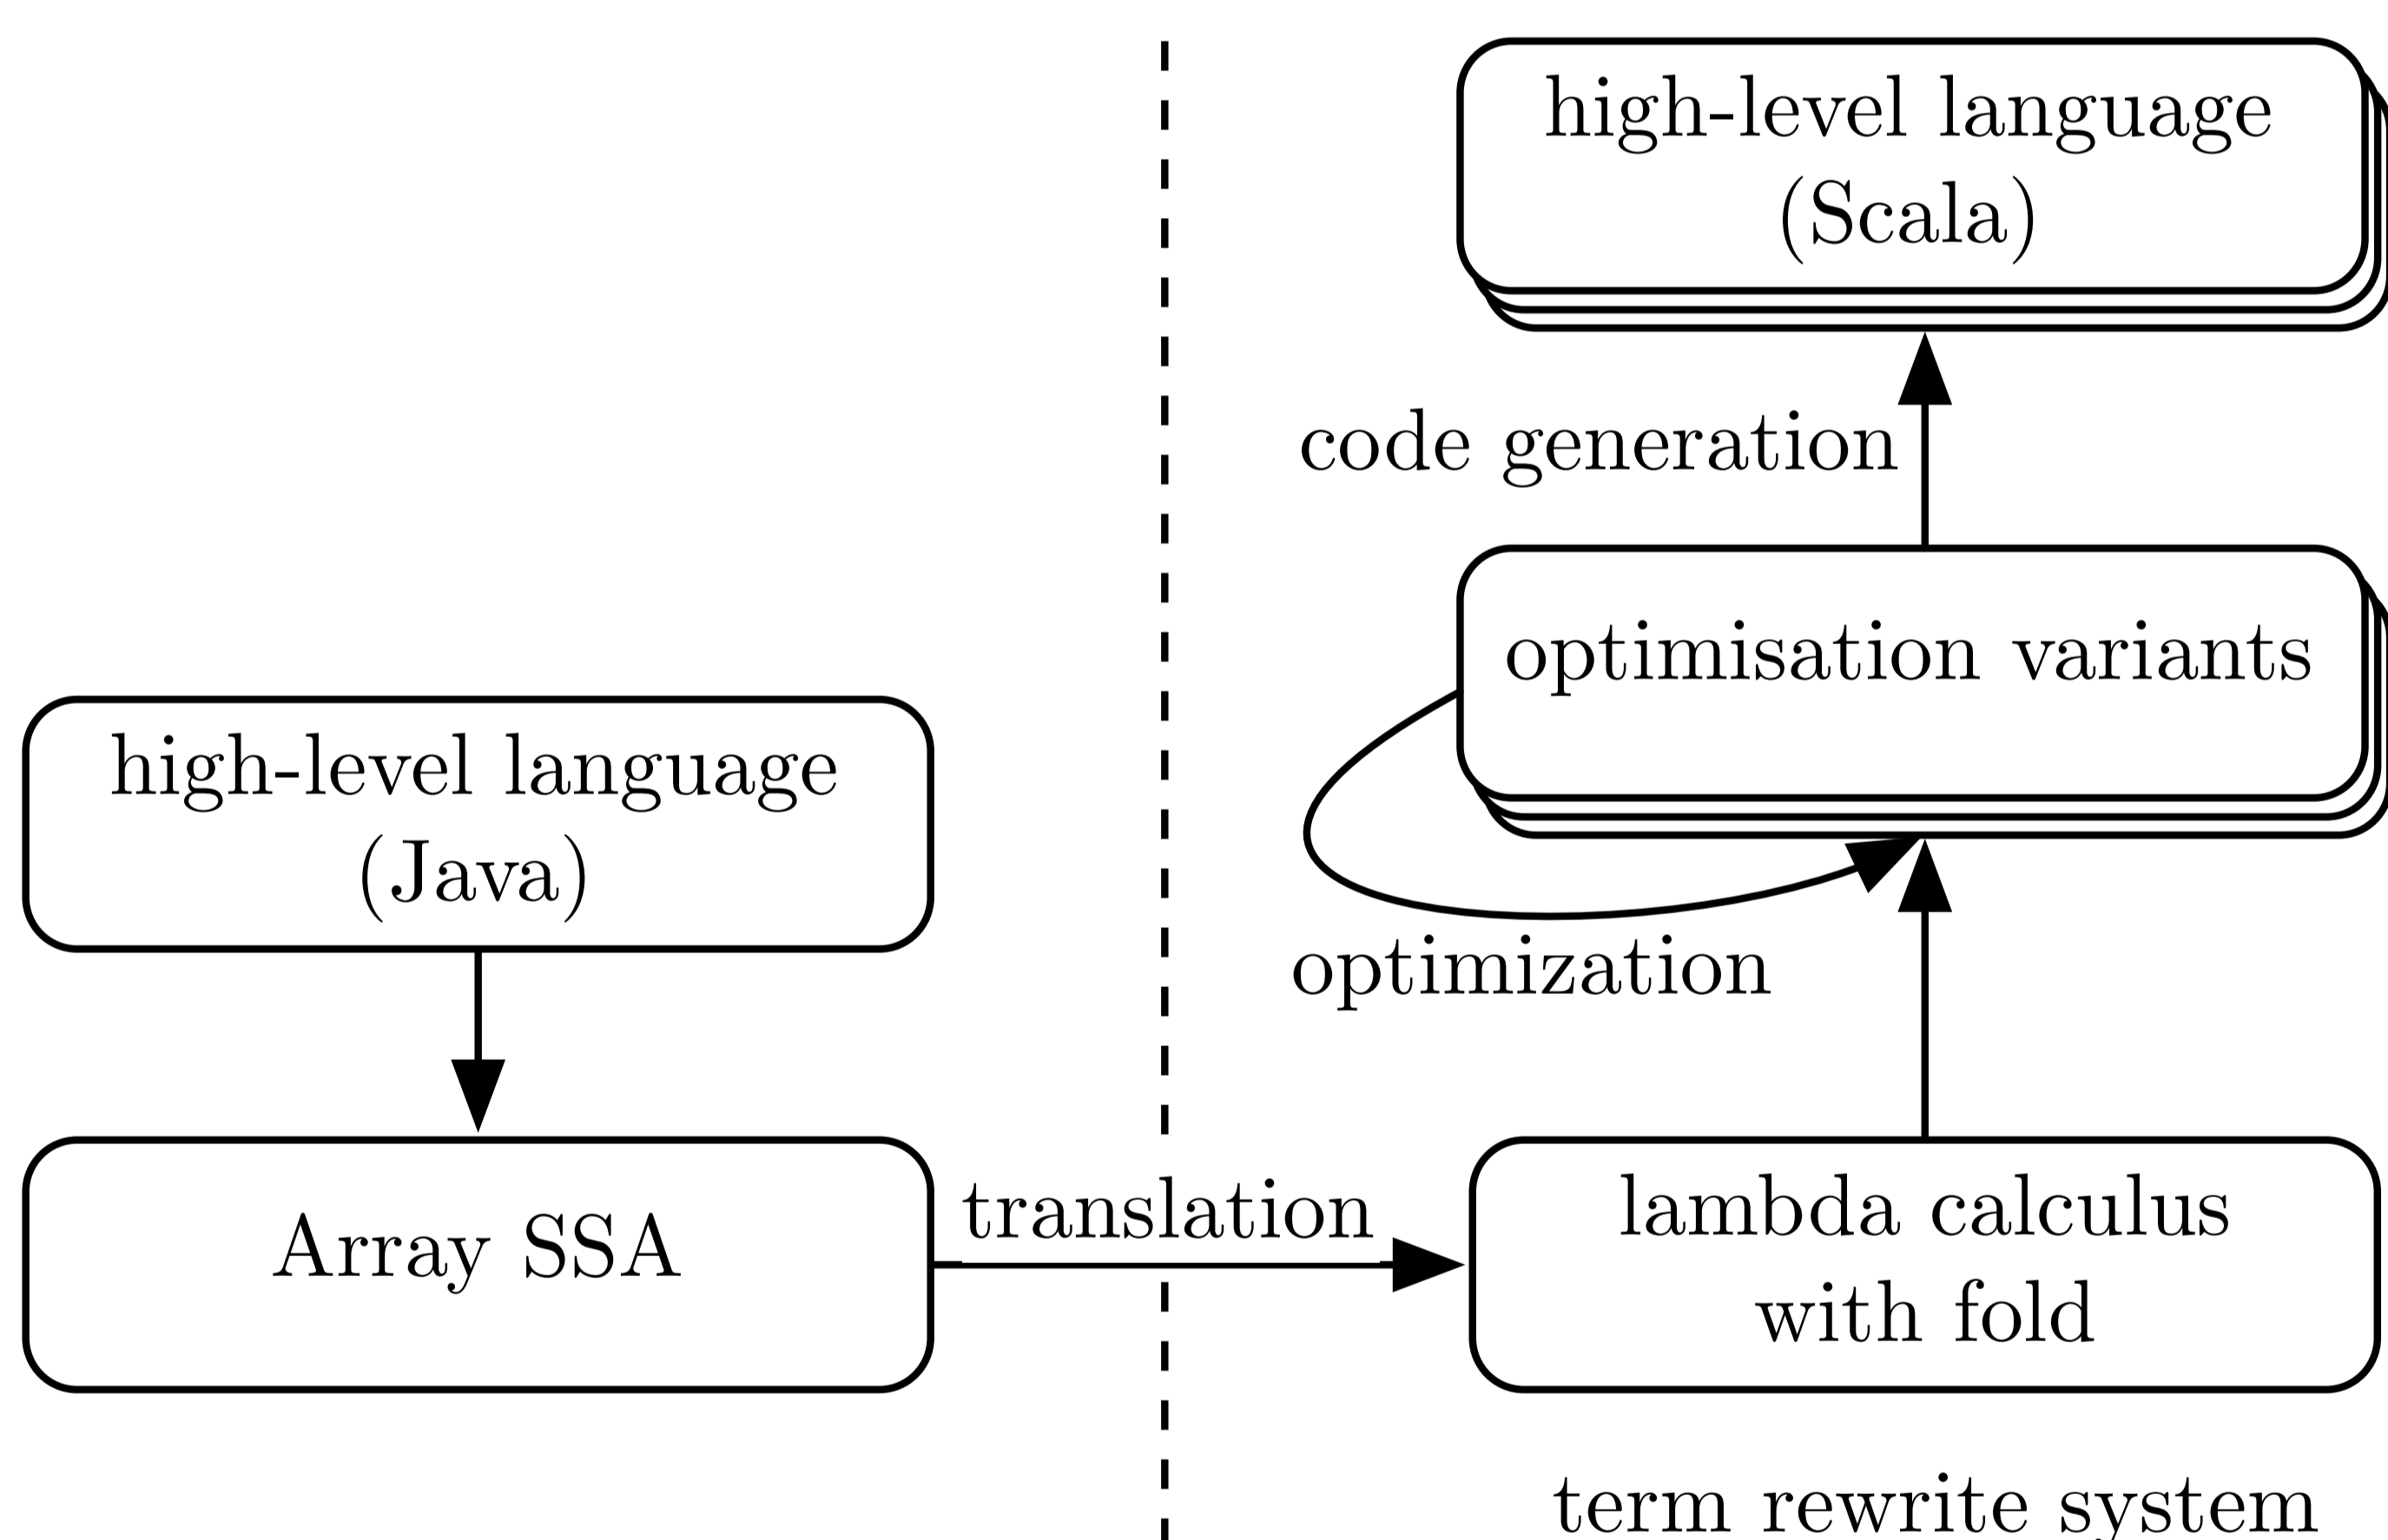 high-level language
(Scala)
code generation
optimisation variants
high-level language
(Java)
optimization
Array SSA
translation
lambda calculus
with fold
term rewrite system